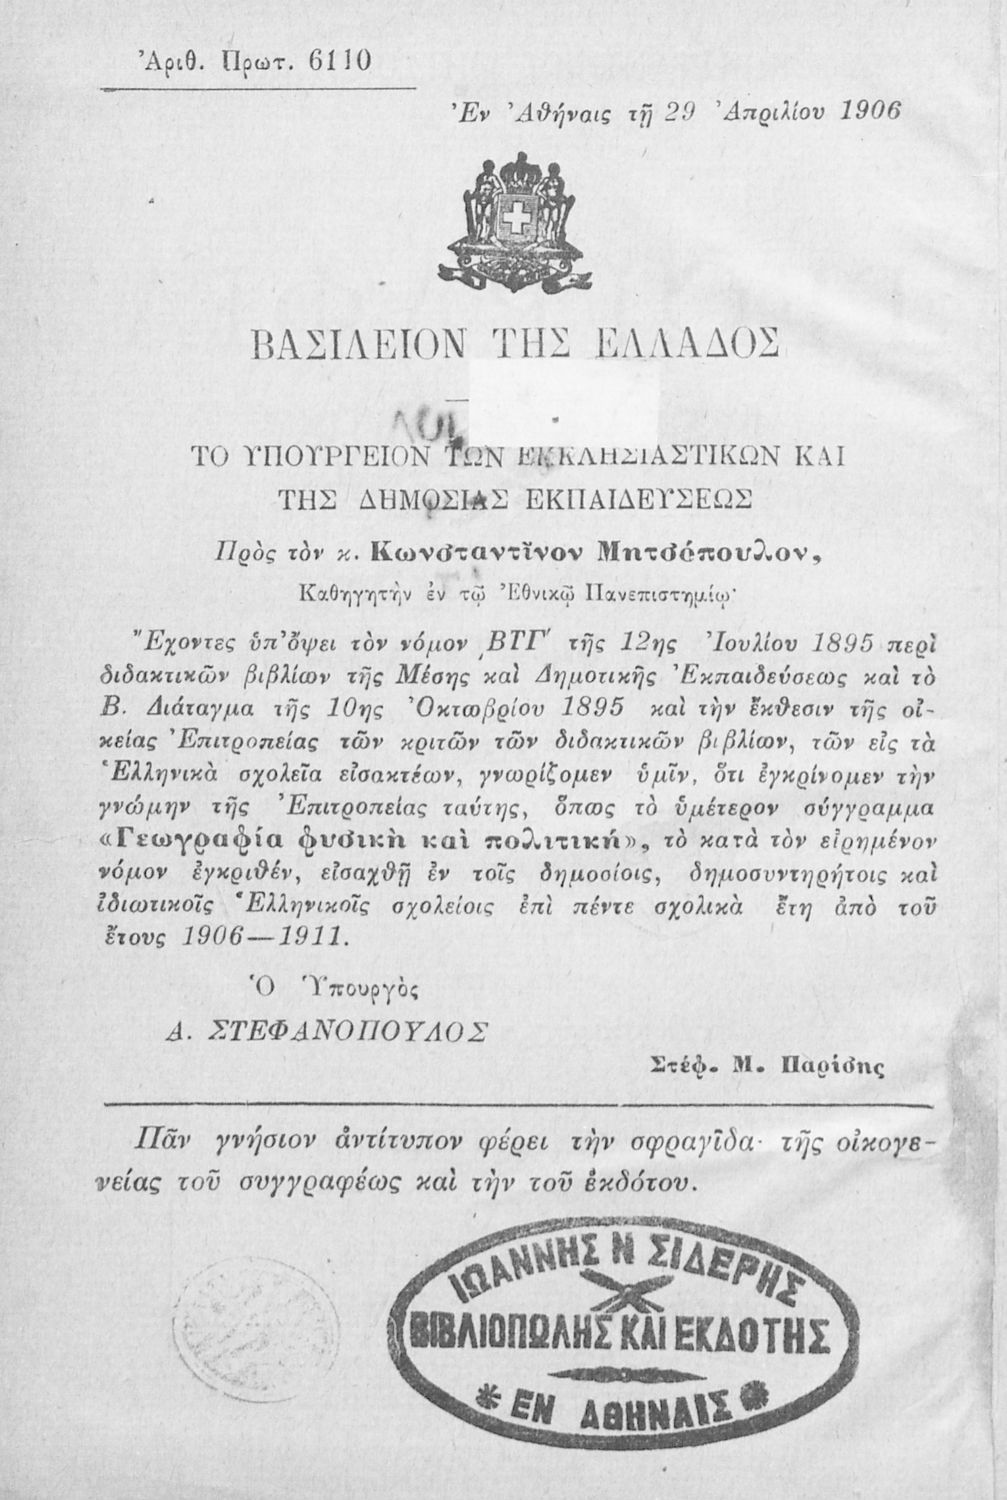 Ἀριθ. Πρωτ. 6110
Ἐν Ἀθήναις τῇ 29 Ἀπριλίου 1906
ΒΑΣΙΛΕΙΟΝ ΤΗΣ ΕΛΛΑΔΟΣ
ΤΟ ΥΠΟΥΡΓΕΙΟΝ ΤΩΝ ΕΚΚΛΗΣΙΑΣΤΙΚΩΝ ΚΑΙ
ΤΗΣ ΔΗΜΟΣΙΑΣ ΕΚΠΑΙΔΕΥΣΕΩΣ
Πρὸς τὸν κ. Κωνσταντῖνον Μητσόπουλον,
Καθηγητὴν ἐν τῷ Ἐθνικῷ Πανεπιστημίῳ·
Ἔχοντες ὑπ' ὄψει τὸν νόμον ͵ΒΤΓʹ τῆς 12ης Ἰουλίου 1895 περὶ
διδακτικῶν βιβλίων τῆς Μέσης καὶ Δημοτικῆς Ἐκπαιδεύσεως καὶ τὸ
Β. Διάταγμα τῆς 10ης Ὀκτωβρίου 1895 καὶ τὴν ἔκθεσιν τῆς οἰ-
κείας Ἐπιτροπείας τῶν κριτῶν τῶν διδακτικῶν βιβλίων, τῶν εἰς τὰ
Ἑλληνικὰ σχολεῖα εἰσακτέων, γνωρίζομεν ὑμῖν, ὅτι ἐγκρίνομεν τὴν
γνώμην τῆς Ἐπιτροπείας ταύτης, ὅπως τὸ ὑμέτερον σύγγραμμα
«Γεωγραφία φυσικὴ καὶ πολιτική», τὸ κατὰ τὸν εἰρημένον
νόμον ἐγκριθέν, εἰσαχθῇ ἐν τοῖς δημοσίοις, δημοσυντηρήτοις καὶ
ἰδιωτικοῖς Ἑλληνικοῖς σχολείοις ἐπὶ πέντε σχολικὰ ἔτη ἀπὸ τοῦ
ἔτους 1906—1911.
Ὁ Ὑπουργὸς
Α. ΣΤΕΦΑΝΟΠΟΥΛΟΣ
Στέφ. Μ. Παρίσης
Πᾶν γνήσιον ἀντίτυπον φέρει τὴν σφραγῖδα τῆς οἰκογε-
νείας τοῦ συγγραφέως καὶ τὴν τοῦ ἐκδότου.
ΙΩΑΝΝΗΣ Ν ΣΙΔΕΡΗΣ
ΒΙΒΛΙΟΠΩΛΗΣ ΚΑΙ ΕΚΔΟΤΗΣ
ΕΝ ΑΘΗΝΑΙΣ